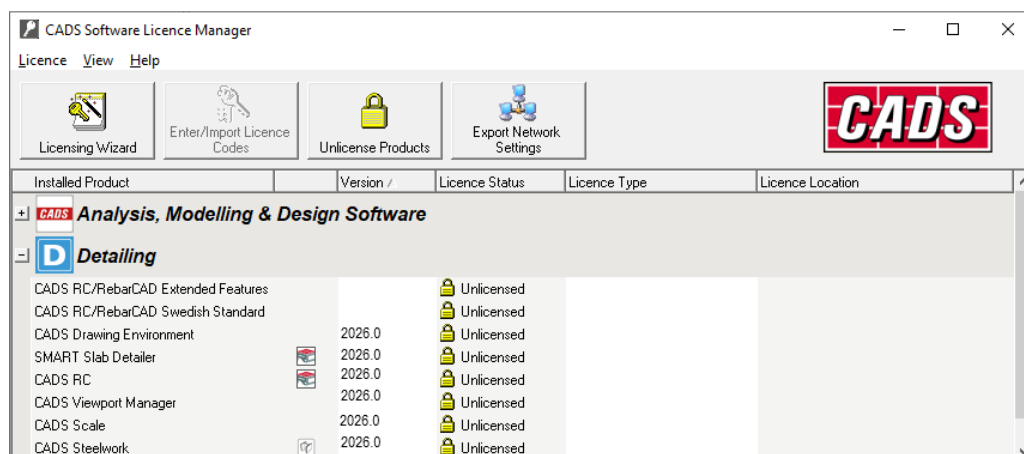 CADS Software Licence Manager
Licence View Help
Licensing Wizard
Enter/Import Licence
Codes
Unlicense Products
Export Network
Settings
CADS
Installed Product Version Licence Status Licence Type Licence Location
CADS Analysis, Modelling & Design Software
D Detailing
CADS RC/RebarCAD Extended Features Unlicensed
CADS RC/RebarCAD Swedish Standard Unlicensed
CADS Drawing Environment 2026.0 Unlicensed
SMART Slab Detailer 2026.0 Unlicensed
CADS RC 2026.0 Unlicensed
CADS Viewport Manager 2026.0 Unlicensed
CADS Scale 2026.0 Unlicensed
CADS Steelwork 2026.0 Unlicensed